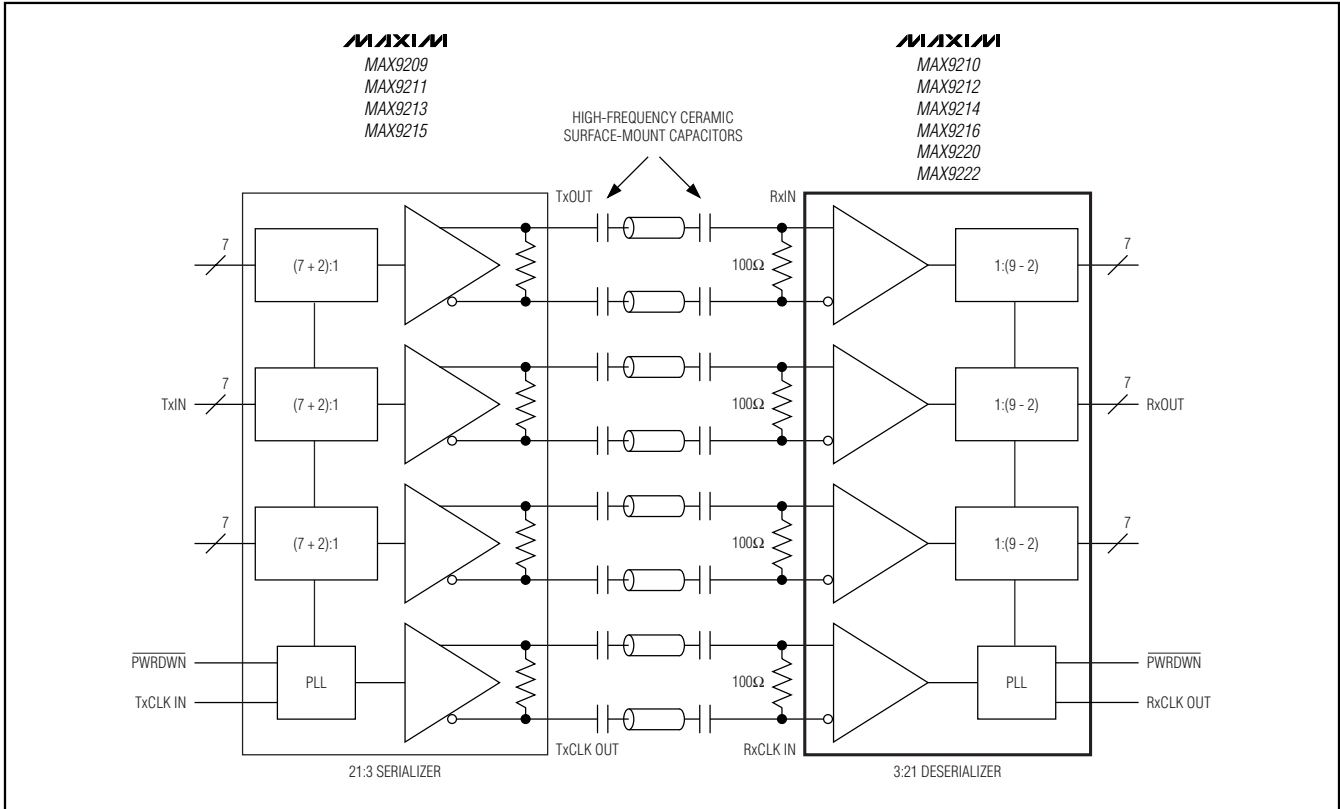 MAXIM
MAX9209
MAX9211
MAX9213
MAX9215
MAXIM
MAX9210
MAX9212
MAX9214
MAX9216
MAX9220
MAX9222
HIGH-FREQUENCY CERAMIC
SURFACE-MOUNT CAPACITORS
TxOUT
RxIN
7
(7 + 2):1
100Ω
1:(9 - 2)
7
TxIN
7
(7 + 2):1
100Ω
1:(9 - 2)
7
RxOUT
7
(7 + 2):1
100Ω
1:(9 - 2)
7
PWRDWN
TxCLK IN
PLL
100Ω
PLL
PWRDWN
RxCLK OUT
TxCLK OUT
RxCLK IN
21:3 SERIALIZER
3:21 DESERIALIZER